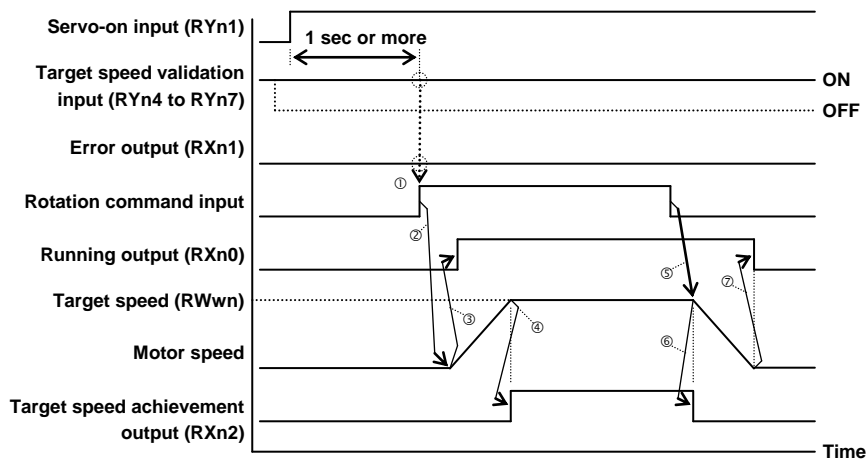 Servo-on input (RYn1)
1 sec or more
Target speed validation
input (RYn4 to RYn7)
ON
OFF
Error output (RXn1)
①
Rotation command input
②
Running output (RXn0)
⑤
⑦
Target speed (RWwn)
③
④
Motor speed
⑥
Target speed achievement
output (RXn2)
Time